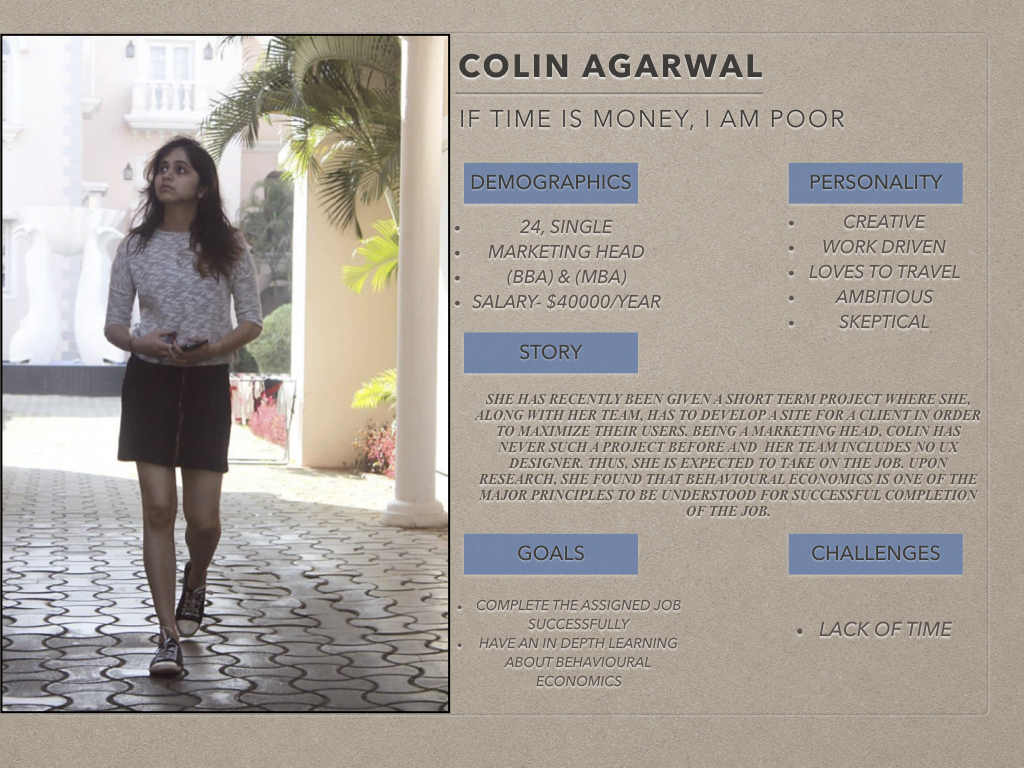 COLIN AGARWAL
IF TIME IS MONEY, I AM POOR
DEMOGRAPHICS
• 24, SINGLE
• MARKETING HEAD
• (BBA) & (MBA)
• SALARY- $40000/YEAR
PERSONALITY
• CREATIVE
• WORK DRIVEN
• LOVES TO TRAVEL
• AMBITIOUS
• SKEPTICAL
STORY
SHE HAS RECENTLY BEEN GIVEN A SHORT TERM PROJECT WHERE SHE,
ALONG WITH HER TEAM, HAS TO DEVELOP A SITE FOR A CLIENT IN ORDER
TO MAXIMIZE THEIR USERS. BEING A MARKETING HEAD, COLIN HAS
NEVER SUCH A PROJECT BEFORE AND HER TEAM INCLUDES NO UX
DESIGNER. THUS, SHE IS EXPECTED TO TAKE ON THE JOB. UPON
RESEARCH, SHE FOUND THAT BEHAVIOURAL ECONOMICS IS ONE OF THE
MAJOR PRINCIPLES TO BE UNDERSTOOD FOR SUCCESSFUL COMPLETION
OF THE JOB.
GOALS
• COMPLETE THE ASSIGNED JOB
SUCCESSFULLY
• HAVE AN IN DEPTH LEARNING
ABOUT BEHAVIOURAL
ECONOMICS
CHALLENGES
• LACK OF TIME